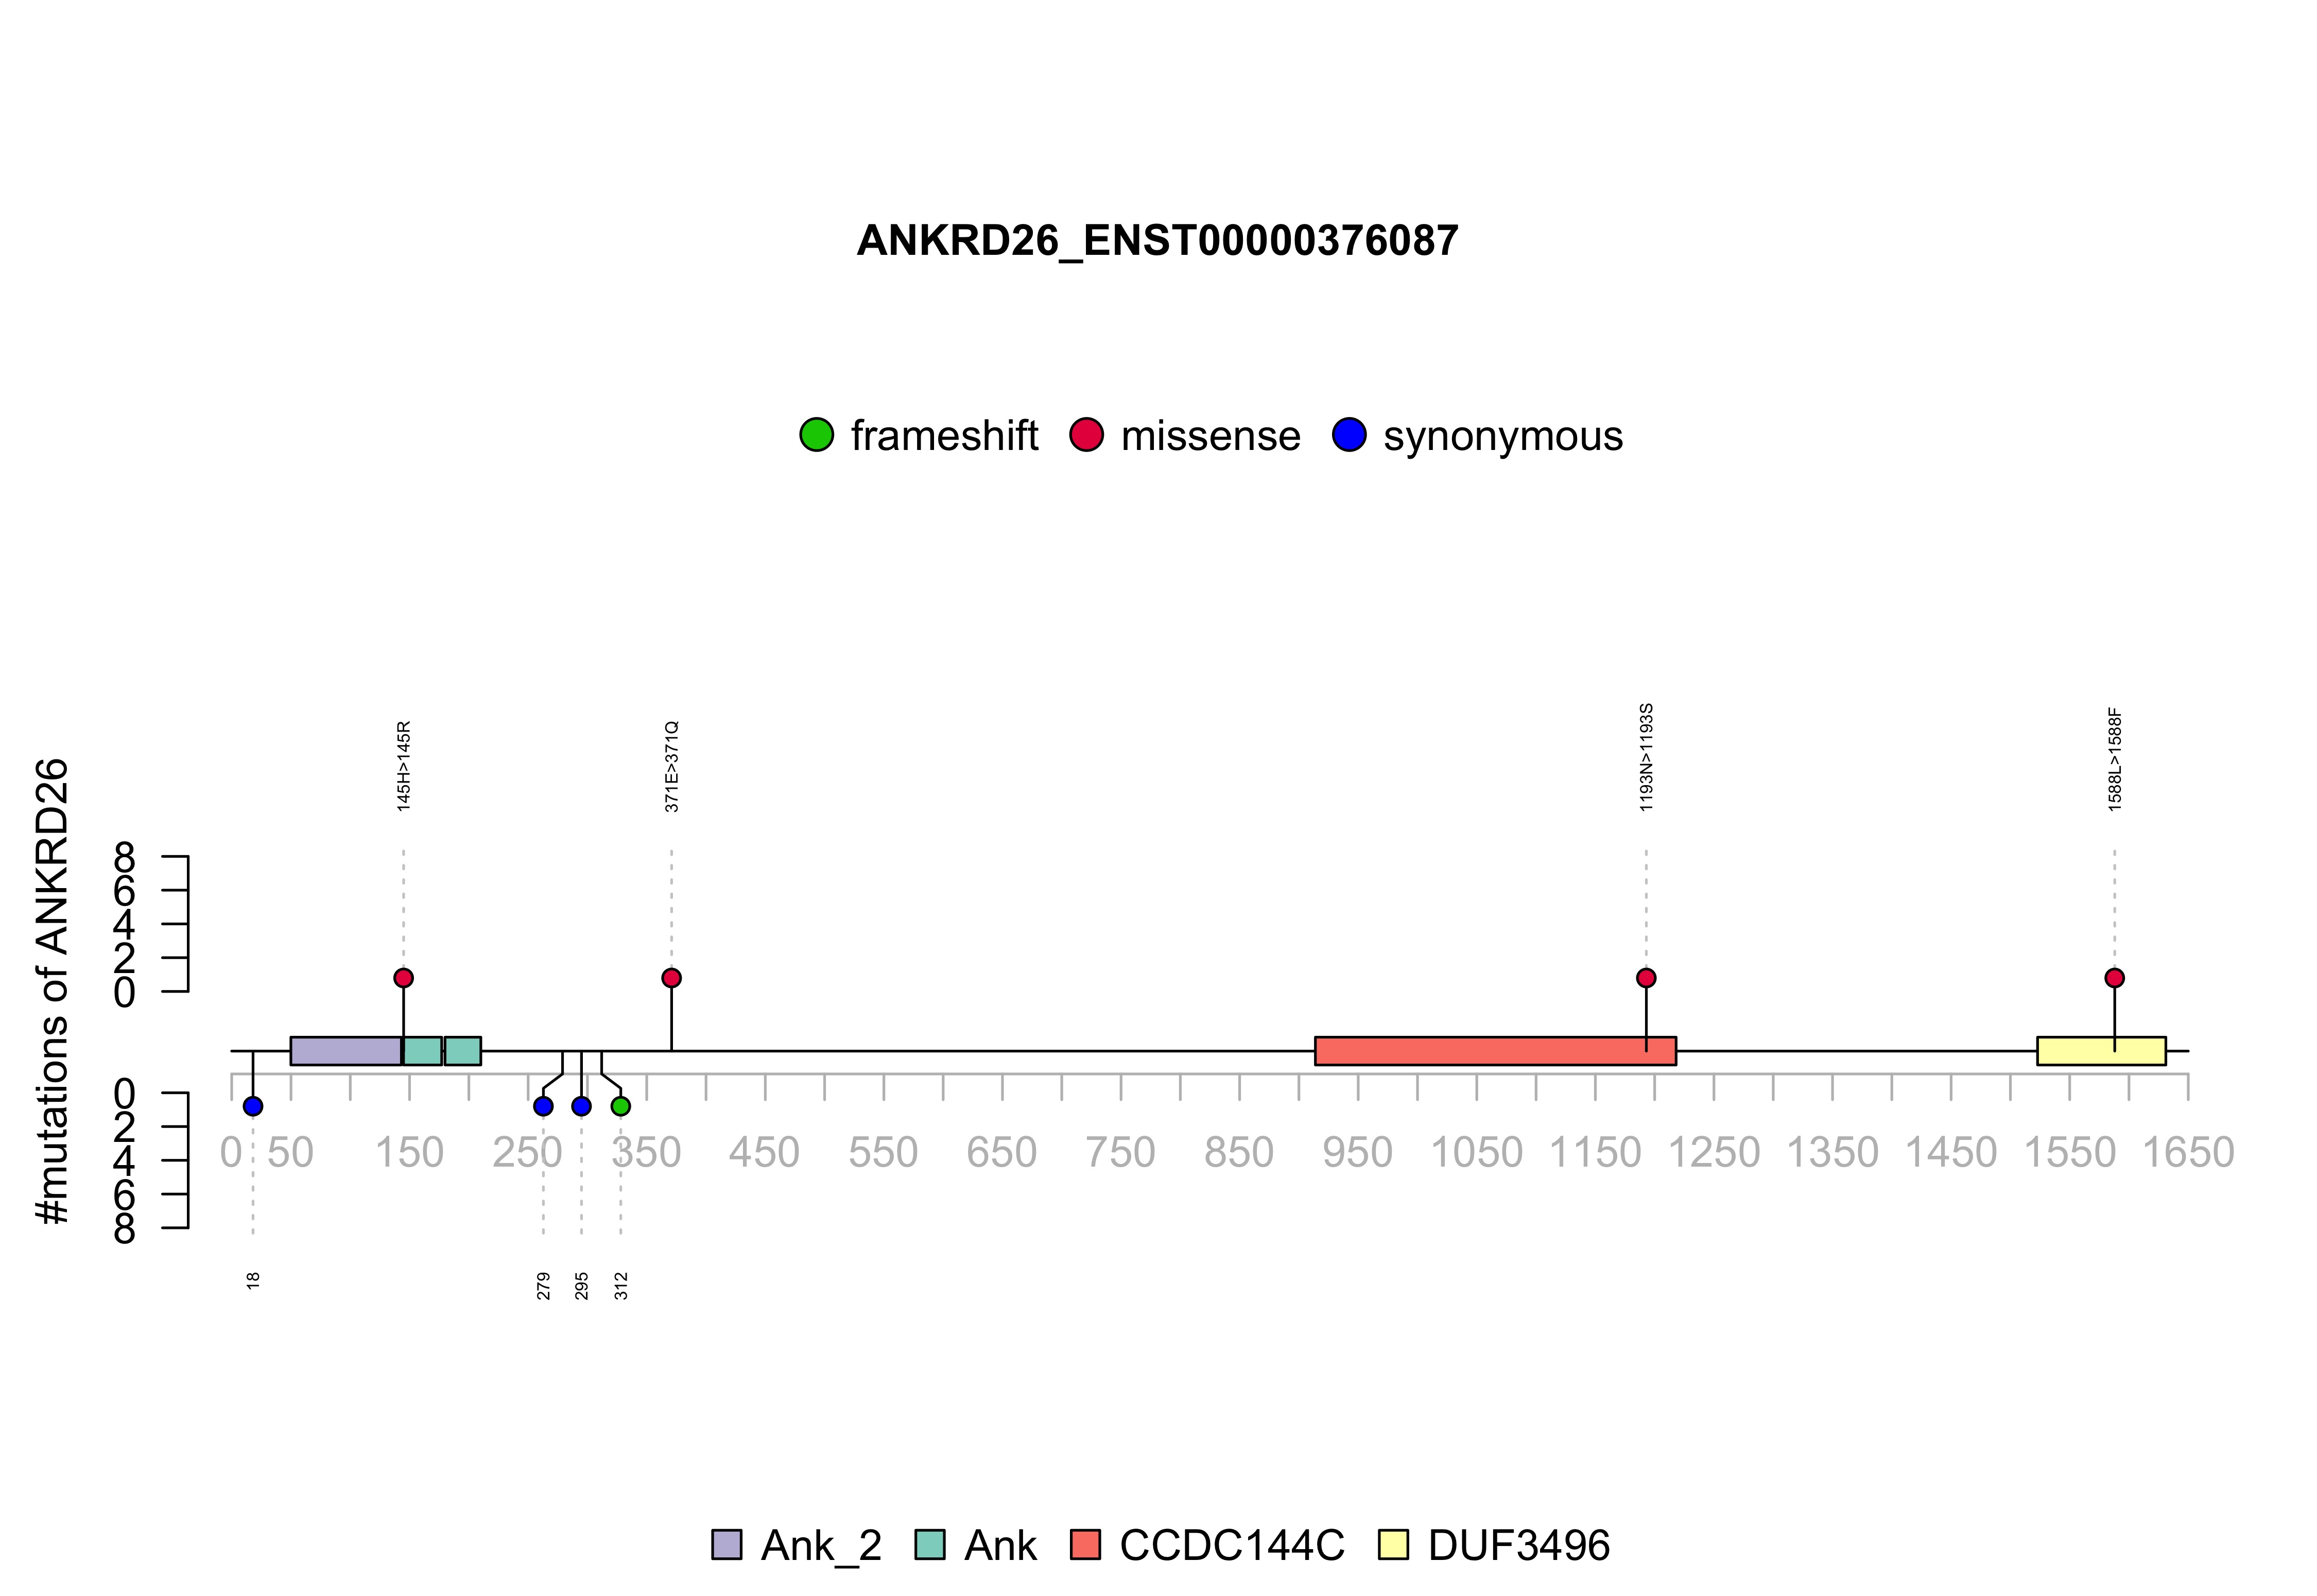 ANKRD26_ENST00000376087
frameshift missense synonymous
145H>145R 371E>371Q 1193N>1193S 1588L>1588F
#mutations of ANKRD26
8
6
4
2
0
0
2
4
6
8
0 50 150 250 350 450 550 650 750 850 950 1050 1150 1250 1350 1450 1550 1650
18 279 295 312
Ank_2 Ank CCDC144C DUF3496